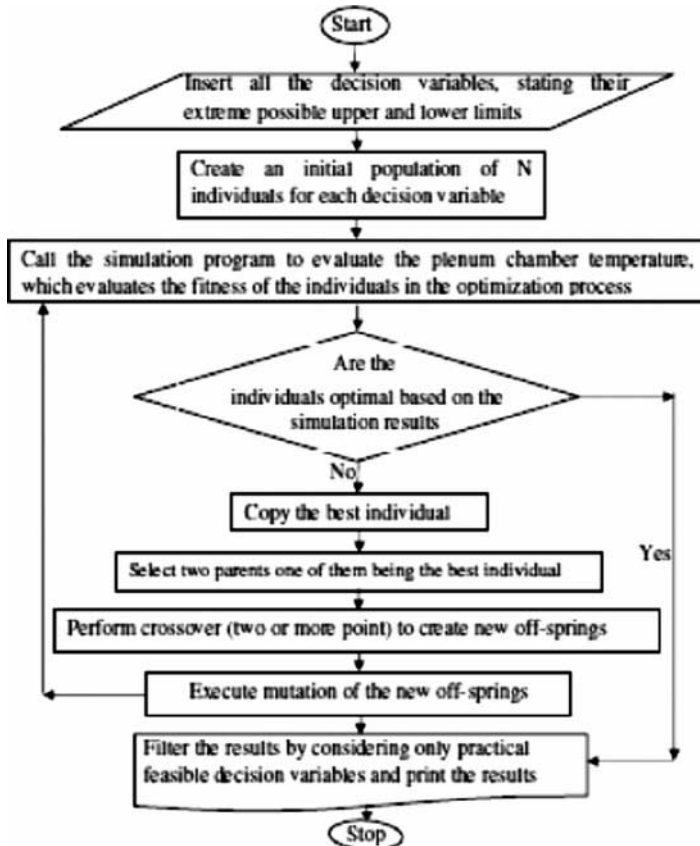 Start
Insert all the decision variables, stating their
extreme possible upper and lower limits
Create an initial population of N
individuals for each decision variable
Call the simulation program to evaluate the plenum chamber temperature,
which evaluates the fitness of the individuals in the optimization process
Are the
individuals optimal based on the
simulation results
No
Copy the best individual
Yes
Select two parents one of them being the best individual
Perform crossover (two or more point) to create new off-springs
Execute mutation of the new off-springs
Filter the results by considering only practical
feasible decision variables and print the results
Stop